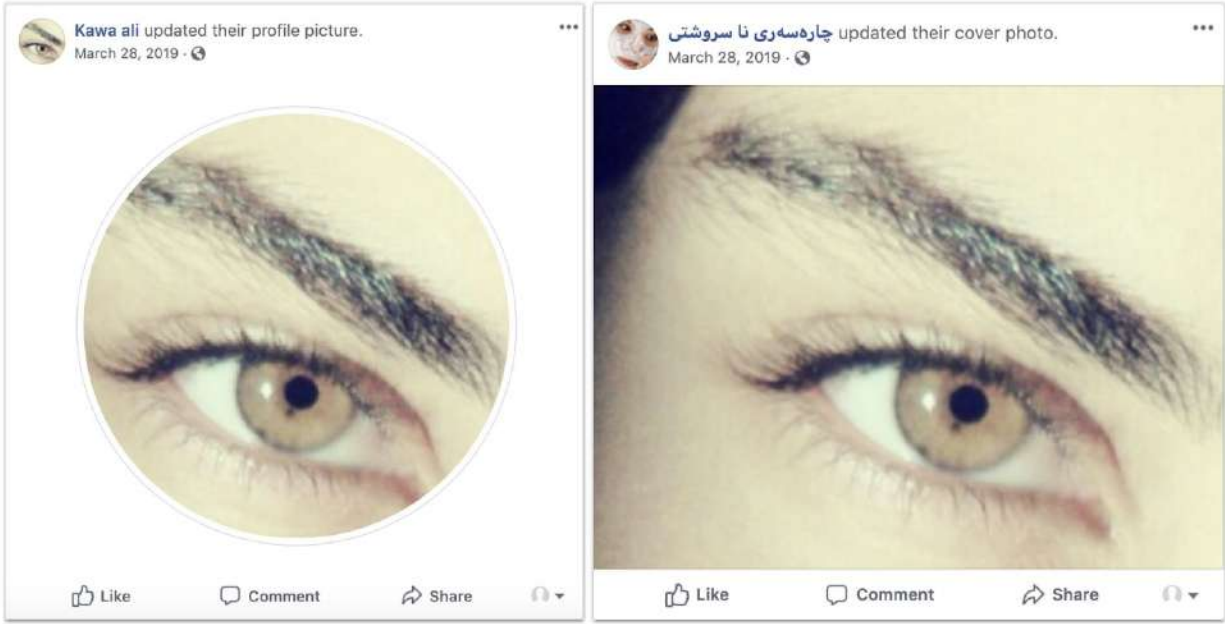 Kawa ali updated their profile picture.
March 28, 2019 ·
Like Comment Share
چارەسەری نا سروشتی updated their cover photo.
March 28, 2019 ·
Like Comment Share